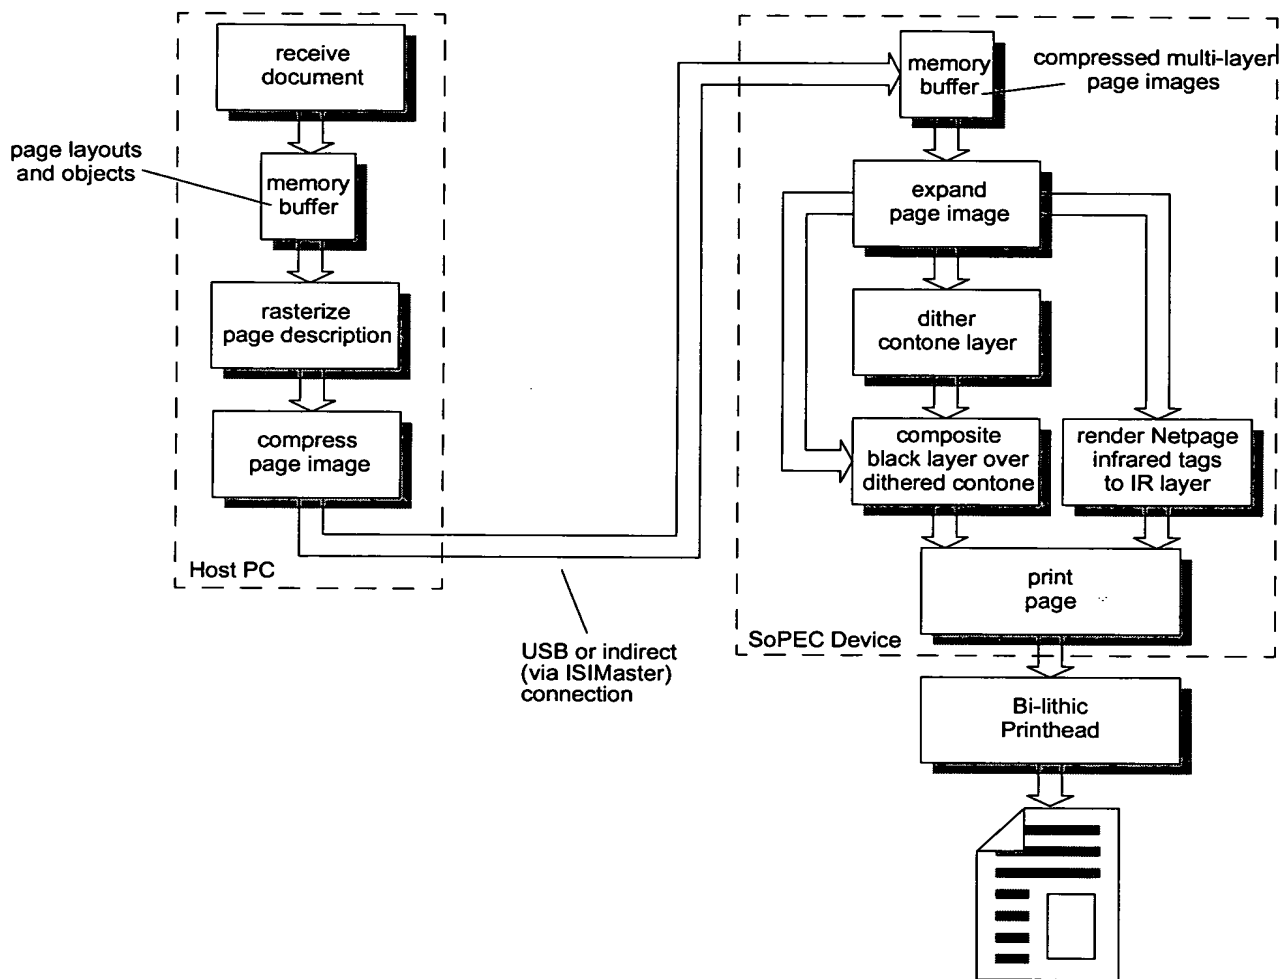 receive
document
page layouts
and objects
memory
buffer
rasterize
page description
compress
page image
Host PC
USB or indirect
(via ISIMaster)
connection
memory
buffer
compressed multi-layer
page images
expand
page image
dither
contone layer
composite
black layer over
dithered contone
render Netpage
infrared tags
to IR layer
print
page
SoPEC Device
Bi-lithic
Printhead